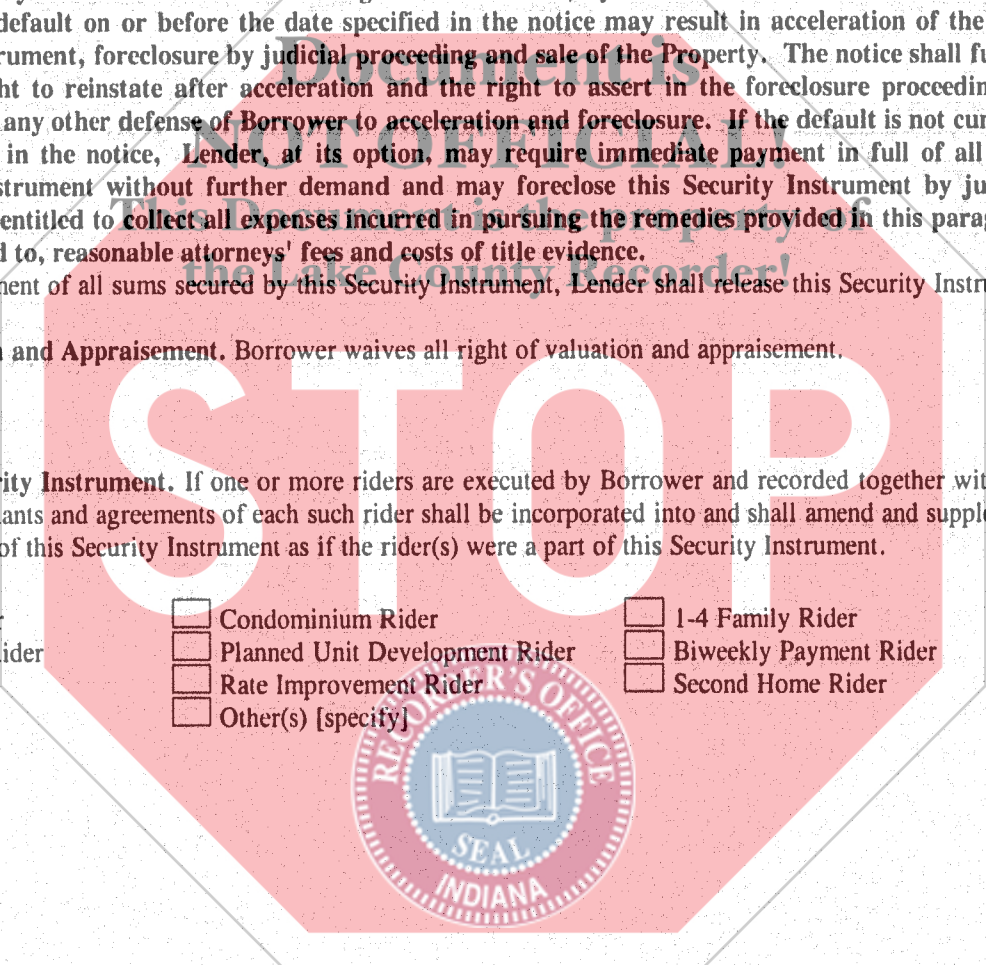 default on or before the date specified in the notice may result in acceleration of the
rument, foreclosure by judicial proceeding and sale of the Property. The notice shall fu
ht to reinstate after acceleration and the right to assert in the foreclosure proceedin
any other defense of Borrower to acceleration and foreclosure. If the default is not cur
in the notice, Lender, at its option, may require immediate payment in full of all
strument without further demand and may foreclose this Security Instrument by ju
entitled to collect all expenses incurred in pursuing the remedies provided in this parag
d to, reasonable attorneys' fees and costs of title evidence.
nent of all sums secured by this Security Instrument, Lender shall release this Security Instru
and Appraisement. Borrower waives all right of valuation and appraisement.
rity Instrument. If one or more riders are executed by Borrower and recorded together wit
ants and agreements of each such rider shall be incorporated into and shall amend and supple
of this Security Instrument as if the rider(s) were a part of this Security Instrument.
Condominium Rider
1-4 Family Rider
ider
Planned Unit Development Rider
Biweekly Payment Rider
Rate Improvement Rider
Second Home Rider
Other(s) [specify]
Document is
NOT OFFICIAL!
This Document is the property of
the Lake County Recorder!
STOP
RECORDER'S OFFICE
SEAL
INDIANA